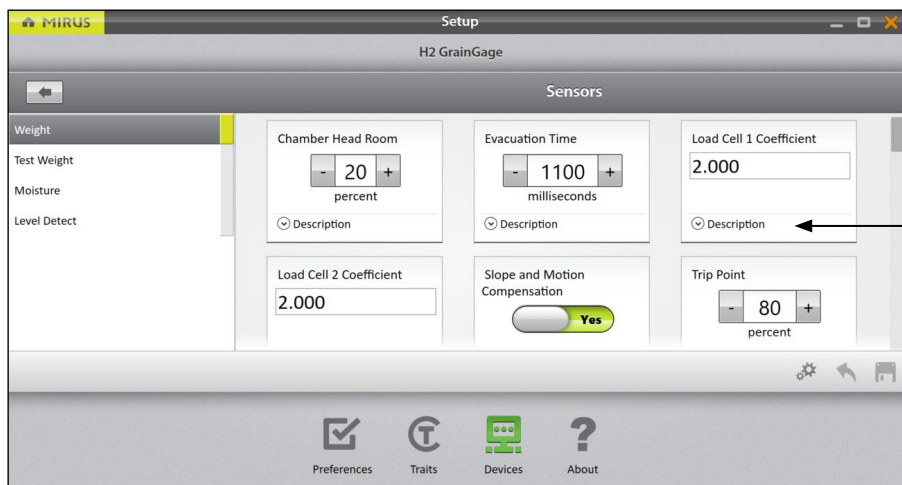 MIRUS
Setup
H2 GrainGage
Sensors
Weight
Test Weight
Moisture
Level Detect
Chamber Head Room
- 20 +
percent
Description
Evacuation Time
- 1100 +
milliseconds
Description
Load Cell 1 Coefficient
2.000
Description
Load Cell 2 Coefficient
2.000
Slope and Motion
Compensation
Yes
Trip Point
- 80 +
percent
Preferences
Traits
Devices
About